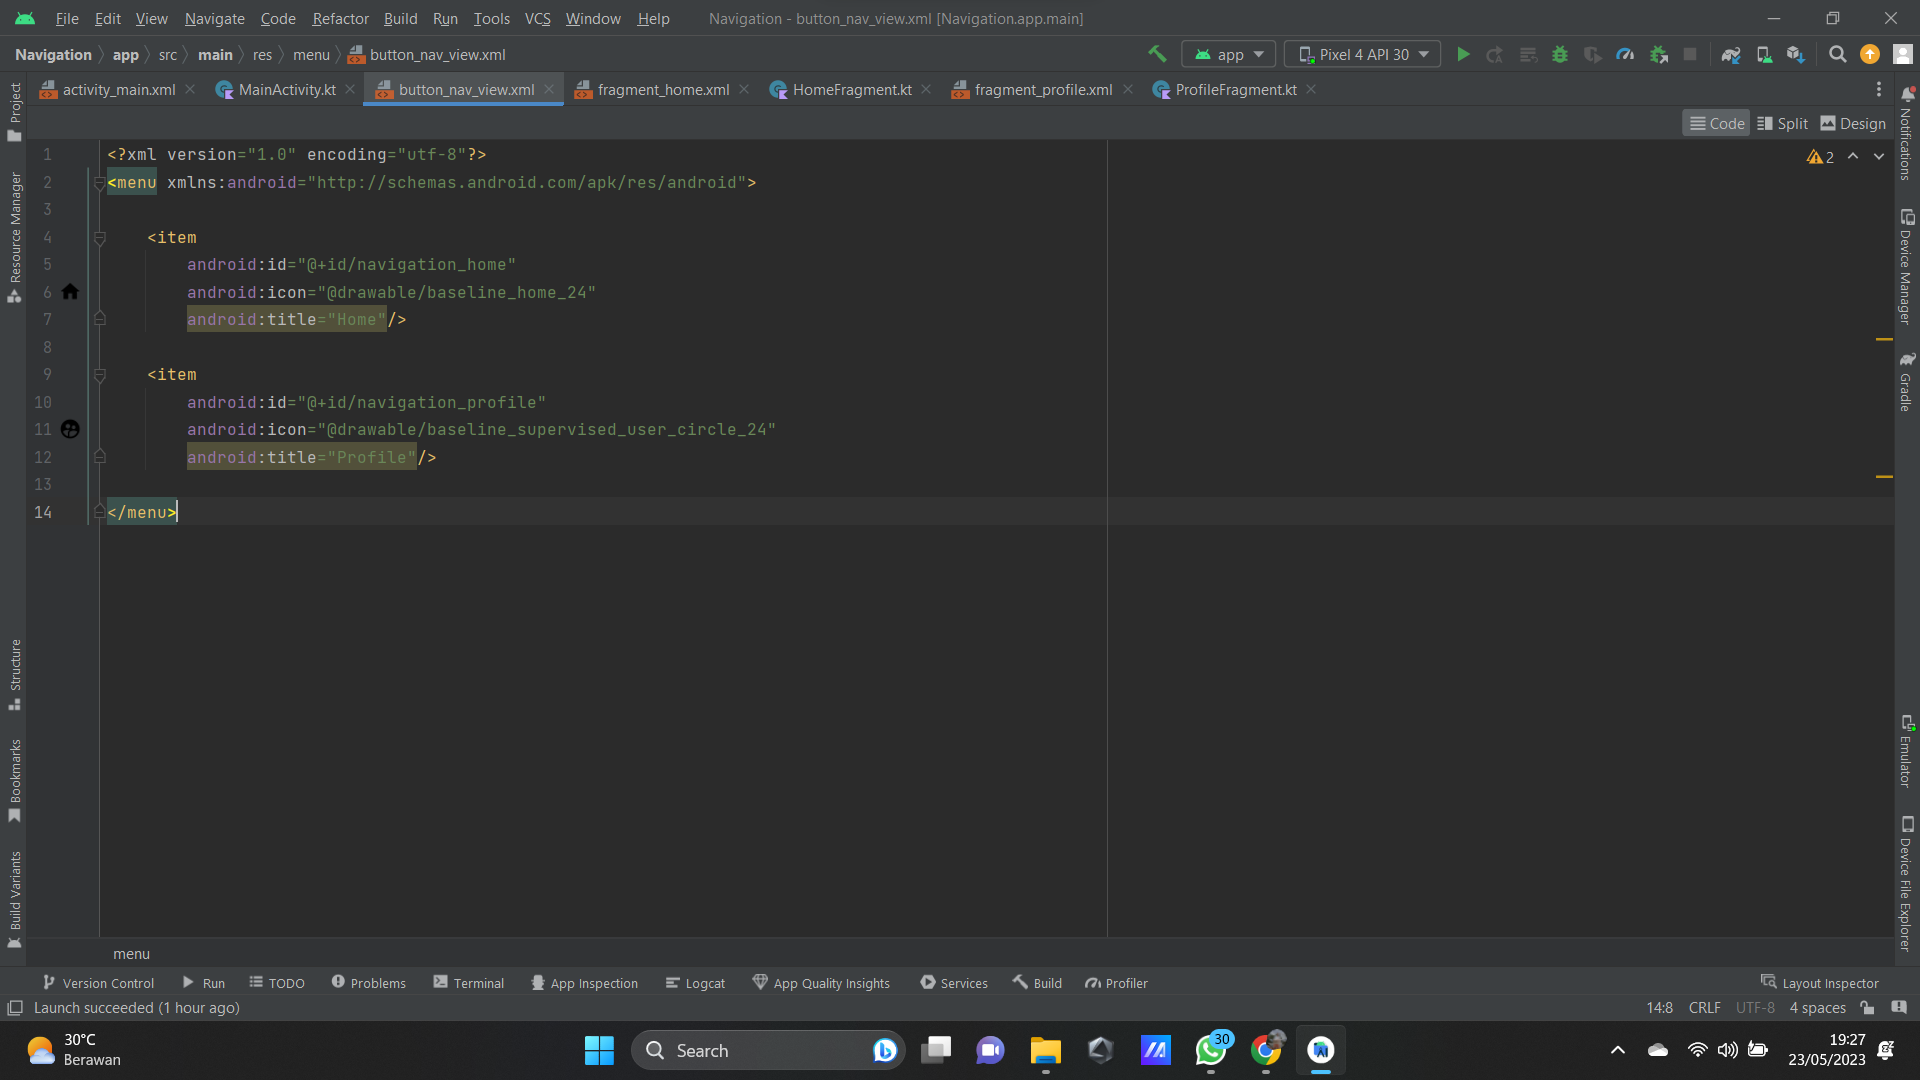 File Edit View Navigate Code Refactor Build Run Tools VCS Window Help Navigation - button_nav_view.xml [Navigation.app.main]
Navigation app src main res menu button_nav_view.xml app Pixel 4 API 30
activity_main.xml MainActivity.kt button_nav_view.xml fragment_home.xml HomeFragment.kt fragment_profile.xml ProfileFragment.kt
Code Split Design
2
1 <?xml version="1.0" encoding="utf-8"?>
2 <menu xmlns:android="http://schemas.android.com/apk/res/android">
3
4 <item
5 android:id="@+id/navigation_home"
6 android:icon="@drawable/baseline_home_24"
7 android:title="Home"/>
8
9 <item
10 android:id="@+id/navigation_profile"
11 android:icon="@drawable/baseline_supervised_user_circle_24"
12 android:title="Profile"/>
13
14 </menu>
Project
Resource Manager
Structure
Bookmarks
Build Variants
Notifications
Device Manager
Gradle
Emulator
Device File Explorer
menu
Version Control Run TODO Problems Terminal App Inspection Logcat App Quality Insights Services Build Profiler Layout Inspector
Launch succeeded (1 hour ago) 14:8 CRLF UTF-8 4 spaces
30°C
Berawan
Search
30
19:27
23/05/2023